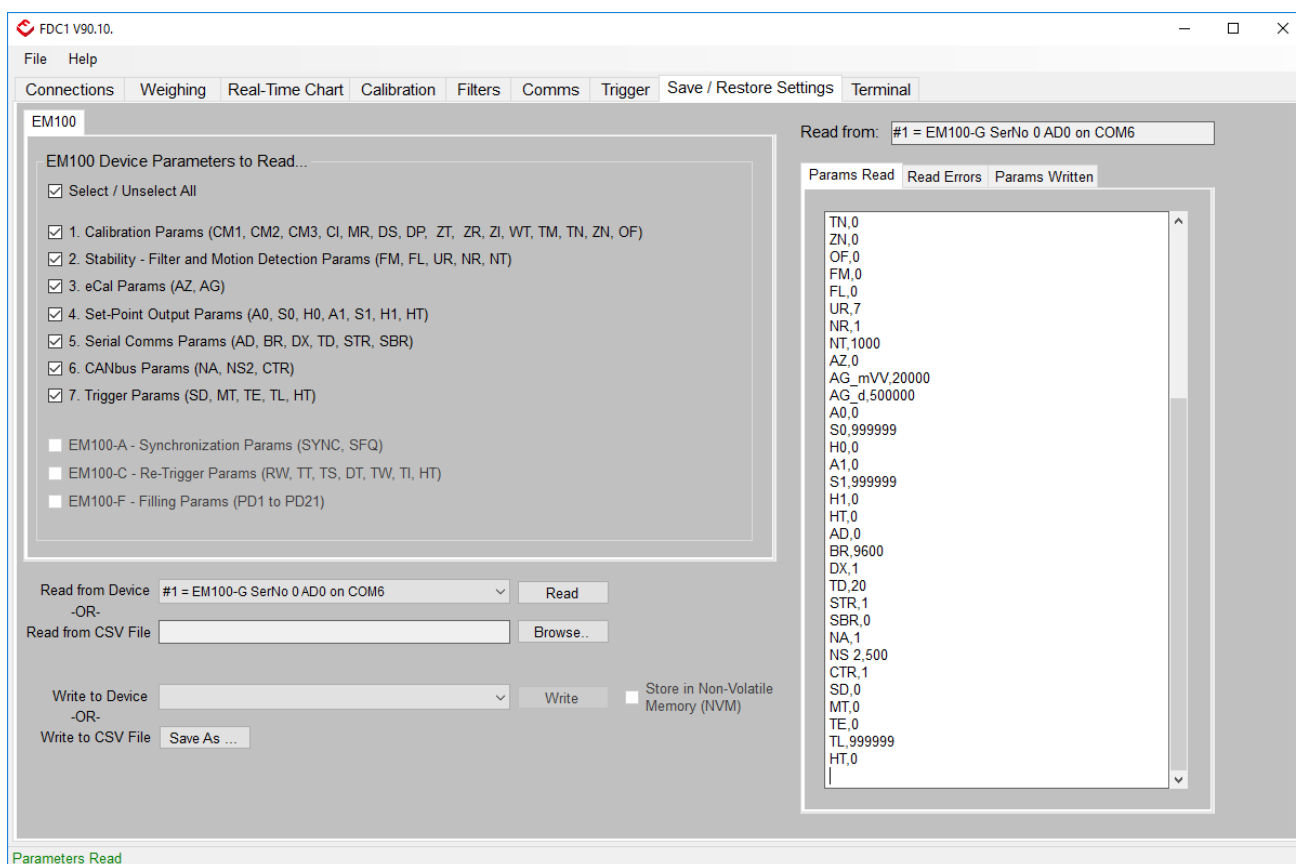 FDC1 V90.10.
File Help
Connections Weighing Real-Time Chart Calibration Filters Comms Trigger Save / Restore Settings Terminal
EM100
EM100 Device Parameters to Read...
Select / Unselect All
1. Calibration Params (CM1, CM2, CM3, CI, MR, DS, DP, ZT, ZR, ZI, WT, TM, TN, ZN, OF)
2. Stability - Filter and Motion Detection Params (FM, FL, UR, NR, NT)
3. eCal Params (AZ, AG)
4. Set-Point Output Params (A0, S0, H0, A1, S1, H1, HT)
5. Serial Comms Params (AD, BR, DX, TD, STR, SBR)
6. CANbus Params (NA, NS2, CTR)
7. Trigger Params (SD, MT, TE, TL, HT)
EM100-A - Synchronization Params (SYNC, SFQ)
EM100-C - Re-Trigger Params (RW, TT, TS, DT, TW, TI, HT)
EM100-F - Filling Params (PD1 to PD21)
Read from Device #1 = EM100-G SerNo 0 AD0 on COM6 Read
-OR-
Read from CSV File Browse..
Write to Device Write Store in Non-Volatile
Memory (NVM)
-OR-
Write to CSV File Save As ...
Read from: #1 = EM100-G SerNo 0 AD0 on COM6
Params Read Read Errors Params Written
TN,0
ZN,0
OF,0
FM,0
FL,0
UR,7
NR,1
NT,1000
AZ,0
AG_mVV,20000
AG_d,500000
A0,0
S0,999999
H0,0
A1,0
S1,999999
H1,0
HT,0
AD,0
BR,9600
DX,1
TD,20
STR,1
SBR,0
NA,1
NS 2,500
CTR,1
SD,0
MT,0
TE,0
TL,999999
HT,0
Parameters Read